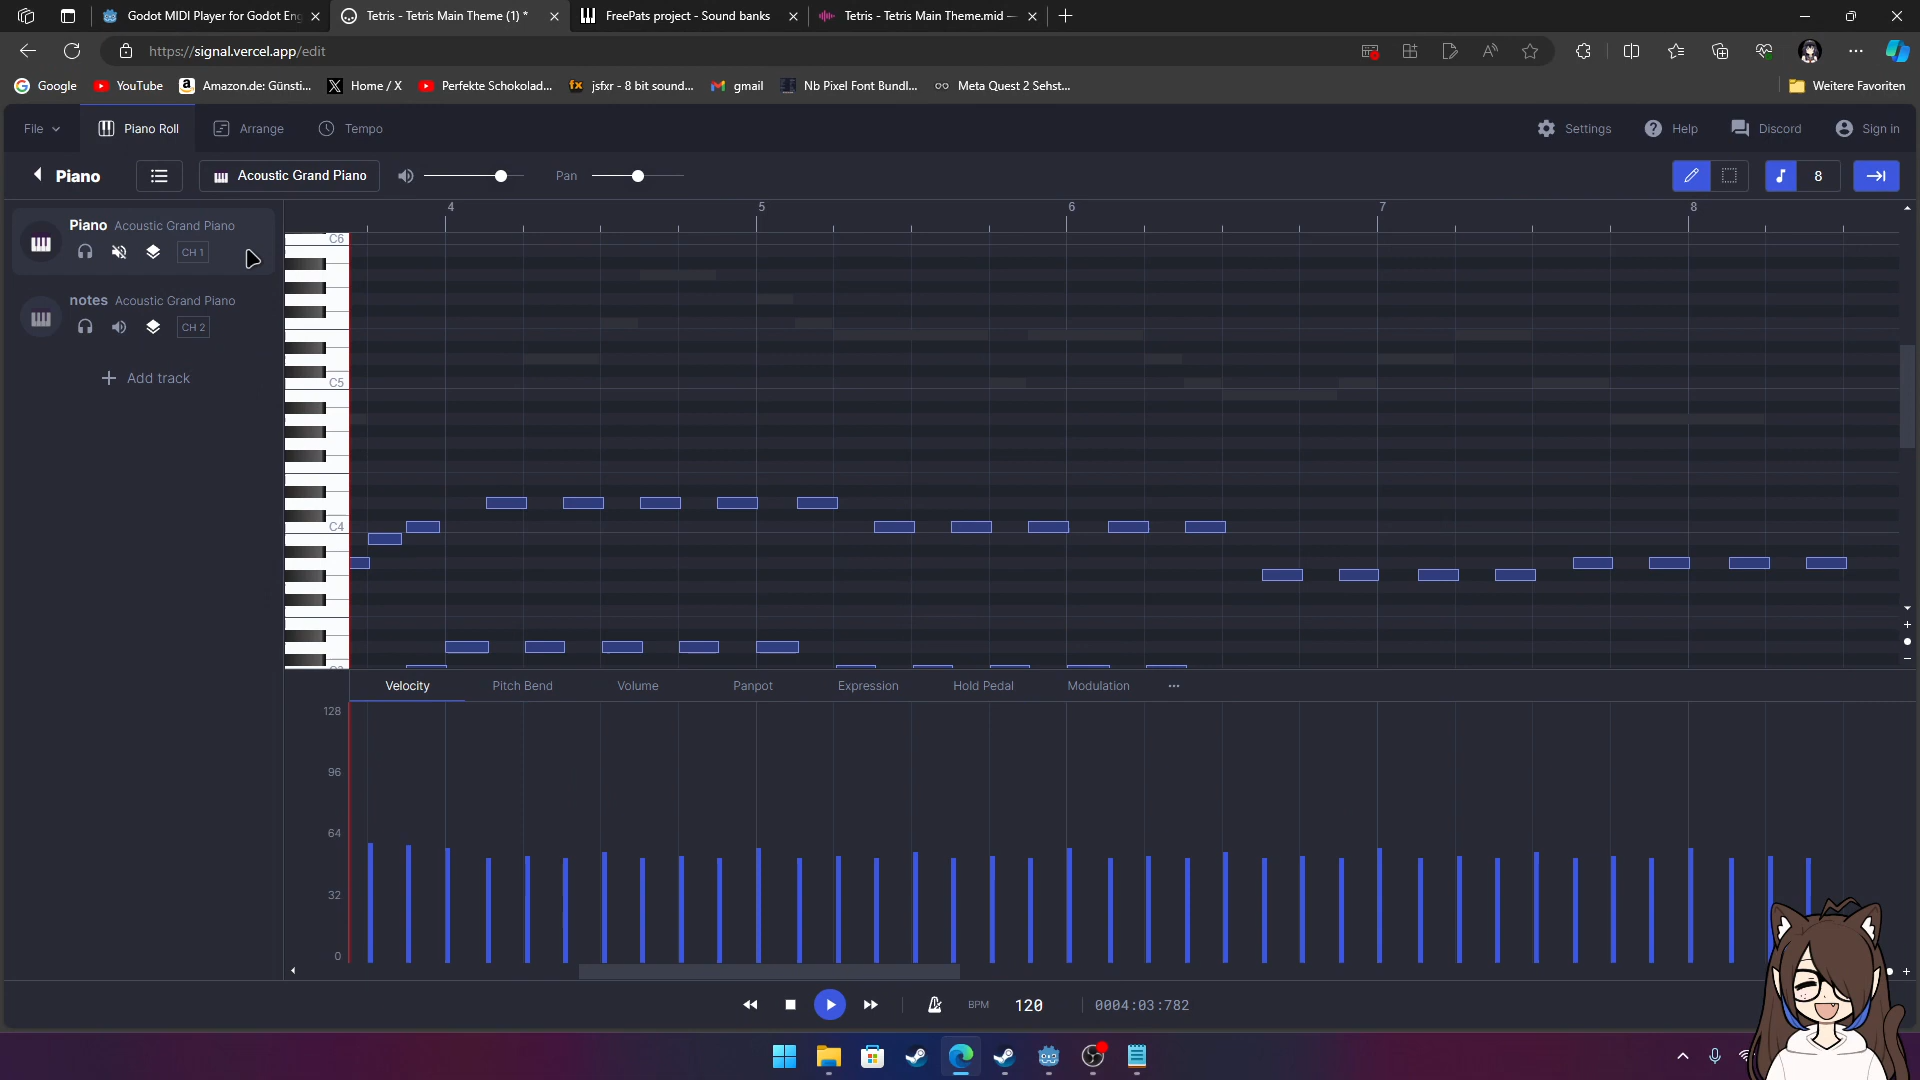 Godot MIDI Player for Godot Eng
Tetris - Tetris Main Theme (1) *
FreePats project - Sound banks
Tetris - Tetris Main Theme.mid —
https://signal.vercel.app/edit
Google
YouTube
Amazon.de: Günsti...
Home / X
Perfekte Schokolad...
jsfxr - 8 bit sound...
gmail
Nb Pixel Font Bundl...
Meta Quest 2 Sehst...
Weitere Favoriten
File
Piano Roll
Arrange
Tempo
Settings
Help
Discord
Sign in
Piano
Acoustic Grand Piano
Pan
8
Piano Acoustic Grand Piano
CH 1
notes Acoustic Grand Piano
CH 2
Add track
4
5
6
7
8
C6
C5
C4
Velocity
Pitch Bend
Volume
Panpot
Expression
Hold Pedal
Modulation
128
96
64
32
0
BPM
120
0004:03:782